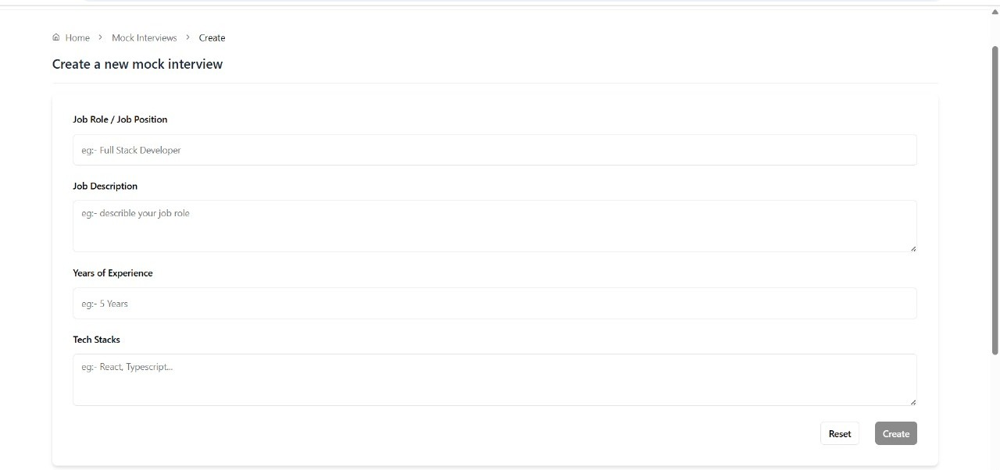 Home > Mock Interviews > Create
Create a new mock interview
Job Role / Job Position
eg:- Full Stack Developer
Job Description
eg:- describle your job role
Years of Experience
eg:- 5 Years
Tech Stacks
eg:- React, Typescript...
Reset Create